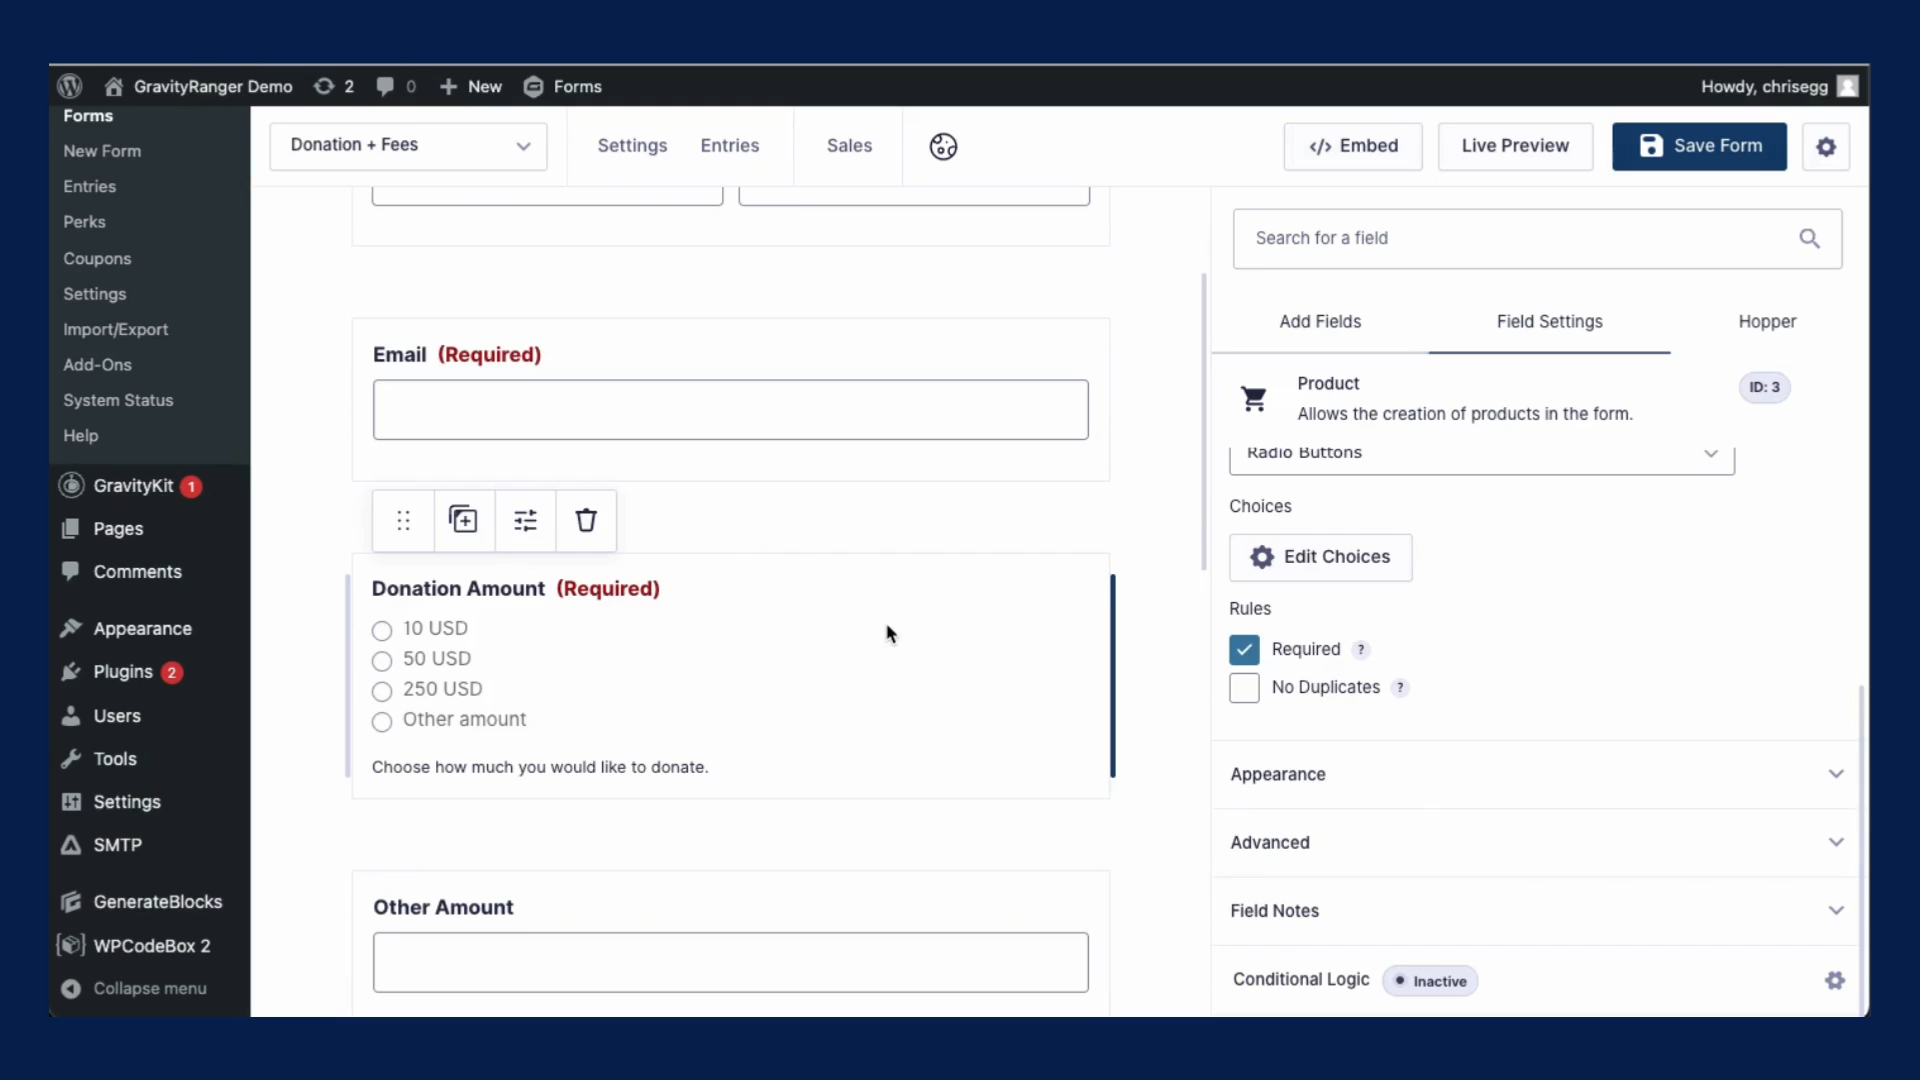 GravityRanger Demo 2 0 New Forms Howdy, chrisegg
Forms
New Form
Entries
Perks
Coupons
Settings
Import/Export
Add-Ons
System Status
Help
GravityKit 1
Pages
Comments
Appearance
Plugins 2
Users
Tools
Settings
SMTP
GenerateBlocks
WPCodeBox 2
Collapse menu
Donation + Fees
Settings Entries Sales
</> Embed Live Preview Save Form
Email (Required)
Donation Amount (Required)
10 USD
50 USD
250 USD
Other amount
Choose how much you would like to donate.
Other Amount
Search for a field
Add Fields Field Settings Hopper
Product
ID: 3
Allows the creation of products in the form.
Radio Buttons
Choices
Edit Choices
Rules
Required ?
No Duplicates ?
Appearance
Advanced
Field Notes
Conditional Logic Inactive